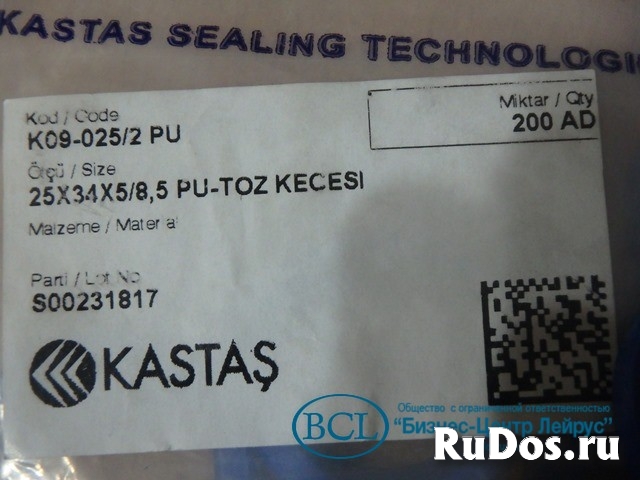 KASTAS SEALING TECHNOLOGI
Kod / Code
K09-025/2 PU
Miktar / Qty
200 AD
Ölçü / Size
25X34X5/8,5 PU-TOZ KECESI
Malzeme / Materia
Parti / Lot No
S00231817
KASTAŞ
BCL
Общество с ограниченной ответственностью
"Бизнес-Центр Лейрус"
RuDos.ru